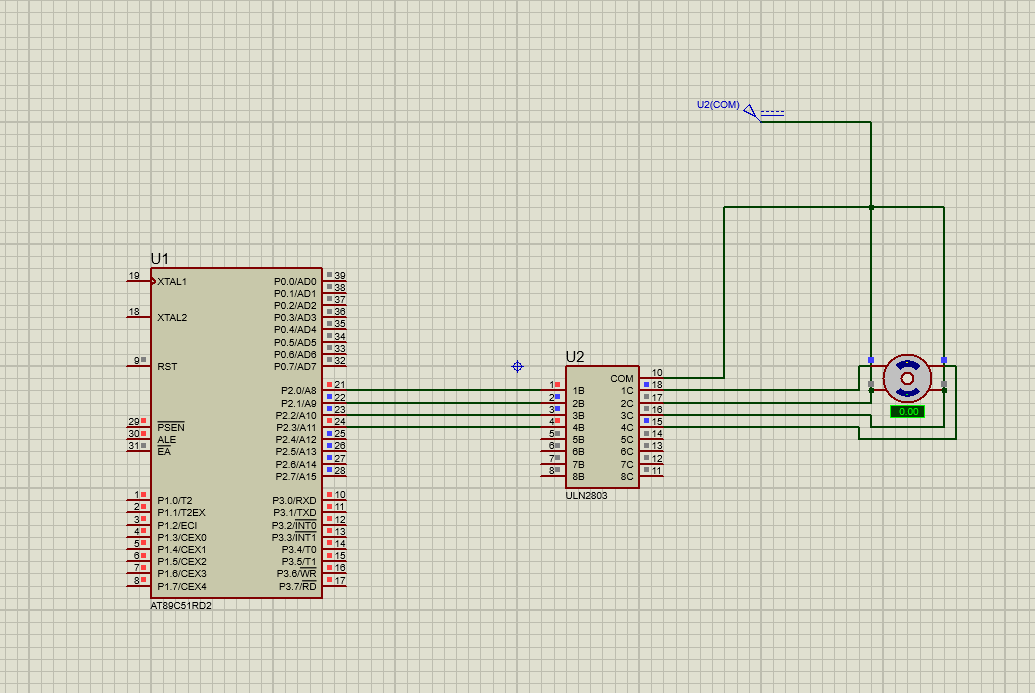 U2(COM)
U1
19 XTAL1
18 XTAL2
9 RST
29 PSEN
30 ALE
31 EA
1 P1.0/T2
2 P1.1/T2EX
3 P1.2/ECI
4 P1.3/CEX0
5 P1.4/CEX1
6 P1.5/CEX2
7 P1.6/CEX3
8 P1.7/CEX4
P0.0/AD0 39
P0.1/AD1 38
P0.2/AD2 37
P0.3/AD3 36
P0.4/AD4 35
P0.5/AD5 34
P0.6/AD6 33
P0.7/AD7 32
P2.0/A8 21
P2.1/A9 22
P2.2/A10 23
P2.3/A11 24
P2.4/A12 25
P2.5/A13 26
P2.6/A14 27
P2.7/A15 28
P3.0/RXD 10
P3.1/TXD 11
P3.2/INT0 12
P3.3/INT1 13
P3.4/T0 14
P3.5/T1 15
P3.6/WR 16
P3.7/RD 17
AT89C51RD2
U2
COM 10
1 1B 1C 18
2 2B 2C 17
3 3B 3C 16
4 4B 4C 15
5 5B 5C 14
6 6B 6C 13
7 7B 7C 12
8 8B 8C 11
ULN2803
0.00